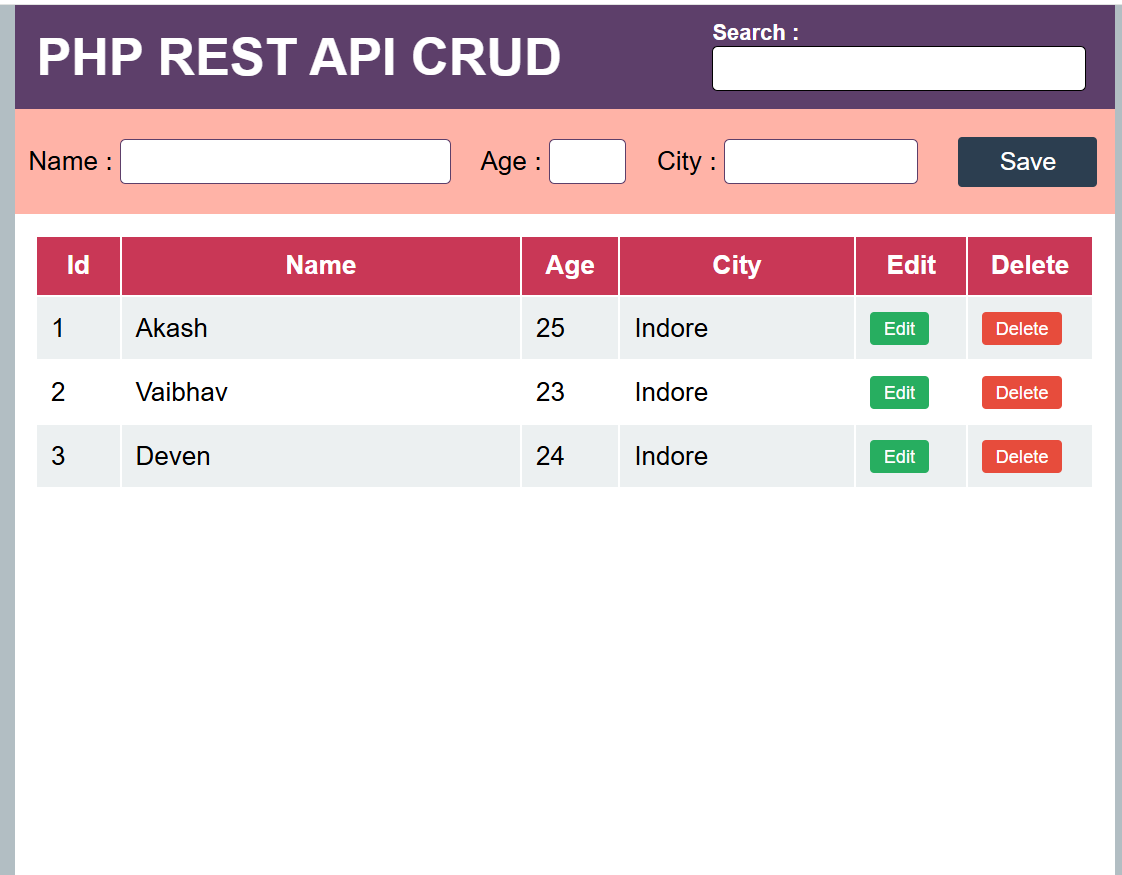 PHP REST API CRUD
Search :
Name : Age : City : Save
Id Name Age City Edit Delete
1 Akash 25 Indore Edit Delete
2 Vaibhav 23 Indore Edit Delete
3 Deven 24 Indore Edit Delete